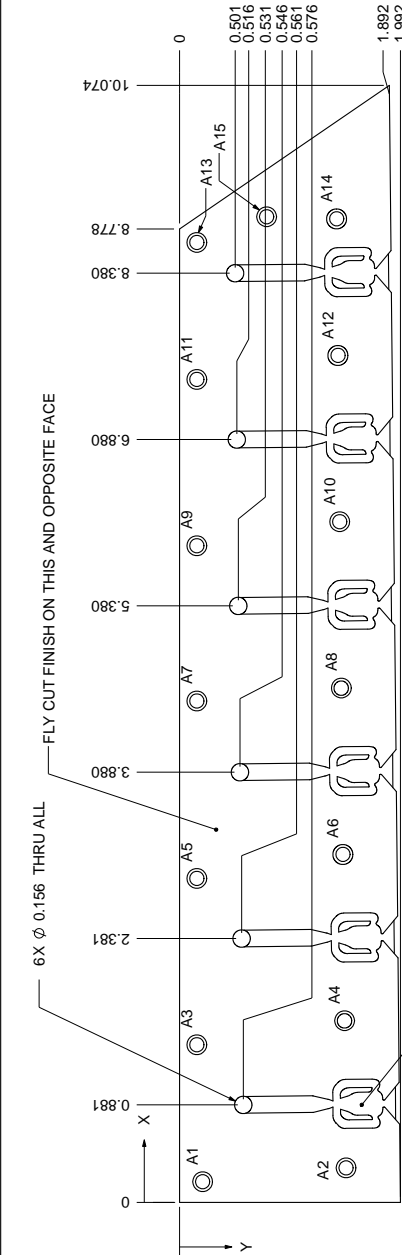 0
0.501
0.516
0.531
0.546
0.561
0.576
1.892
1.992
10.074
8.778
8.380
6.880
5.380
3.880
2.381
0.881
0
FLY CUT FINISH ON THIS AND OPPOSITE FACE
6X Ø 0.156 THRU ALL
A13
A15
A14
A11
A12
A9
A10
A7
A8
A5
A6
A3
A4
A1
A2
X
Y